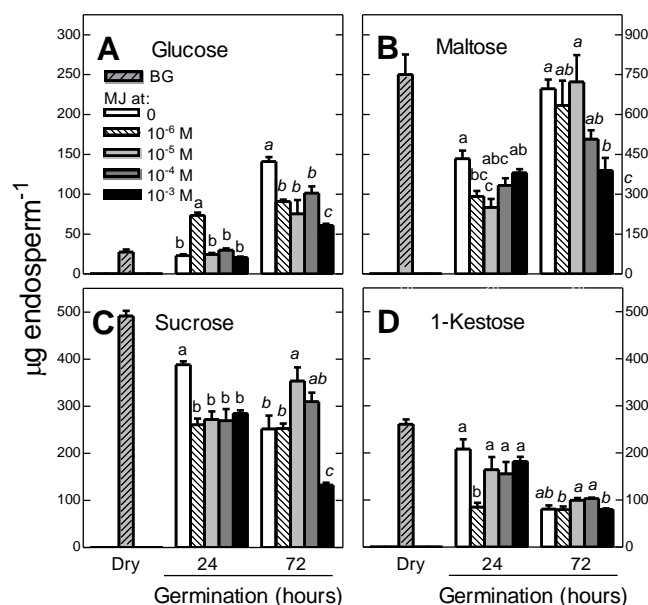 A Glucose
BG
MJ at:
0
10⁻⁶ M
10⁻⁵ M
10⁻⁴ M
10⁻³ M
300
250
200
150
100
50
0
b a b b b
a b b b c
B Maltose
900
750
600
450
300
150
0
a bc c abc ab
a ab a ab b
c
µg endosperm⁻¹
C Sucrose
500
400
300
200
100
0
a b b b b
b b a ab c
D 1-Kestose
500
400
300
200
100
0
a b a a a
ab b a a b
Dry 24 72
Germination (hours)
Dry 24 72
Germination (hours)